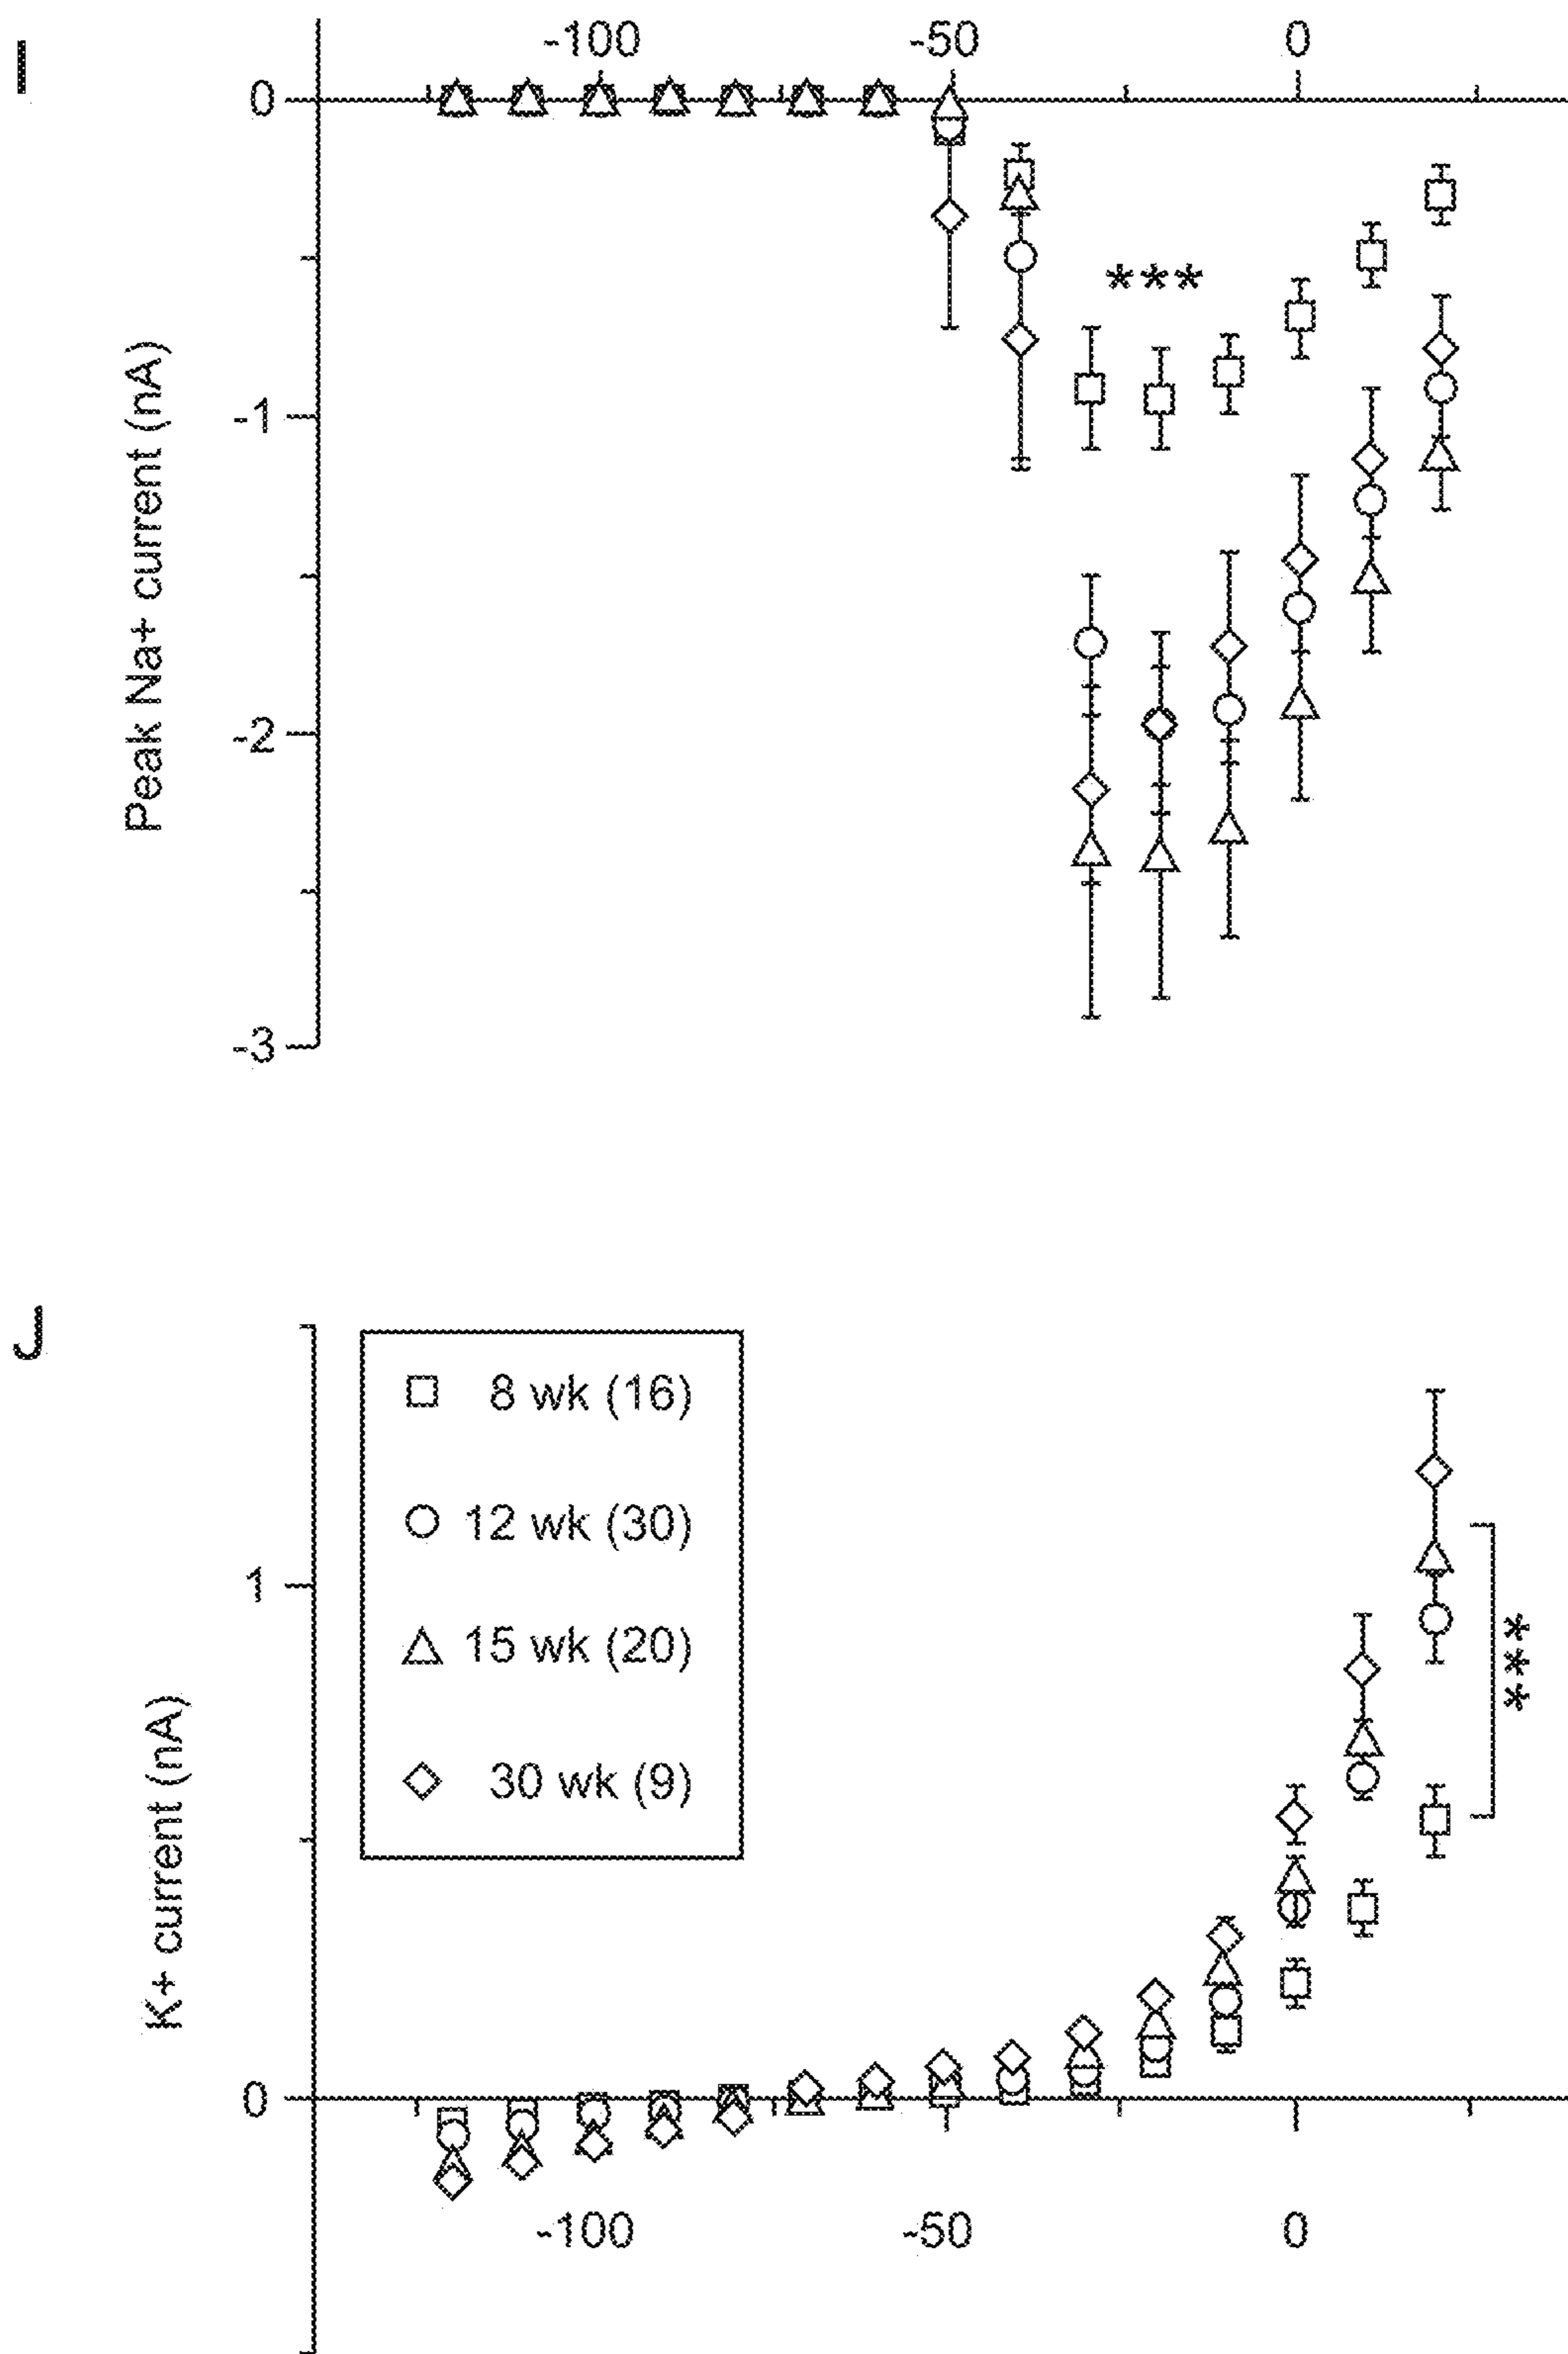 I
-100 -50 0
0
***
-1
-2
-3
Peak Na+ current (nA)
J
8 wk (16)
12 wk (30)
15 wk (20)
30 wk (9)
1
***
K+ current (nA)
0
-100 -50 0